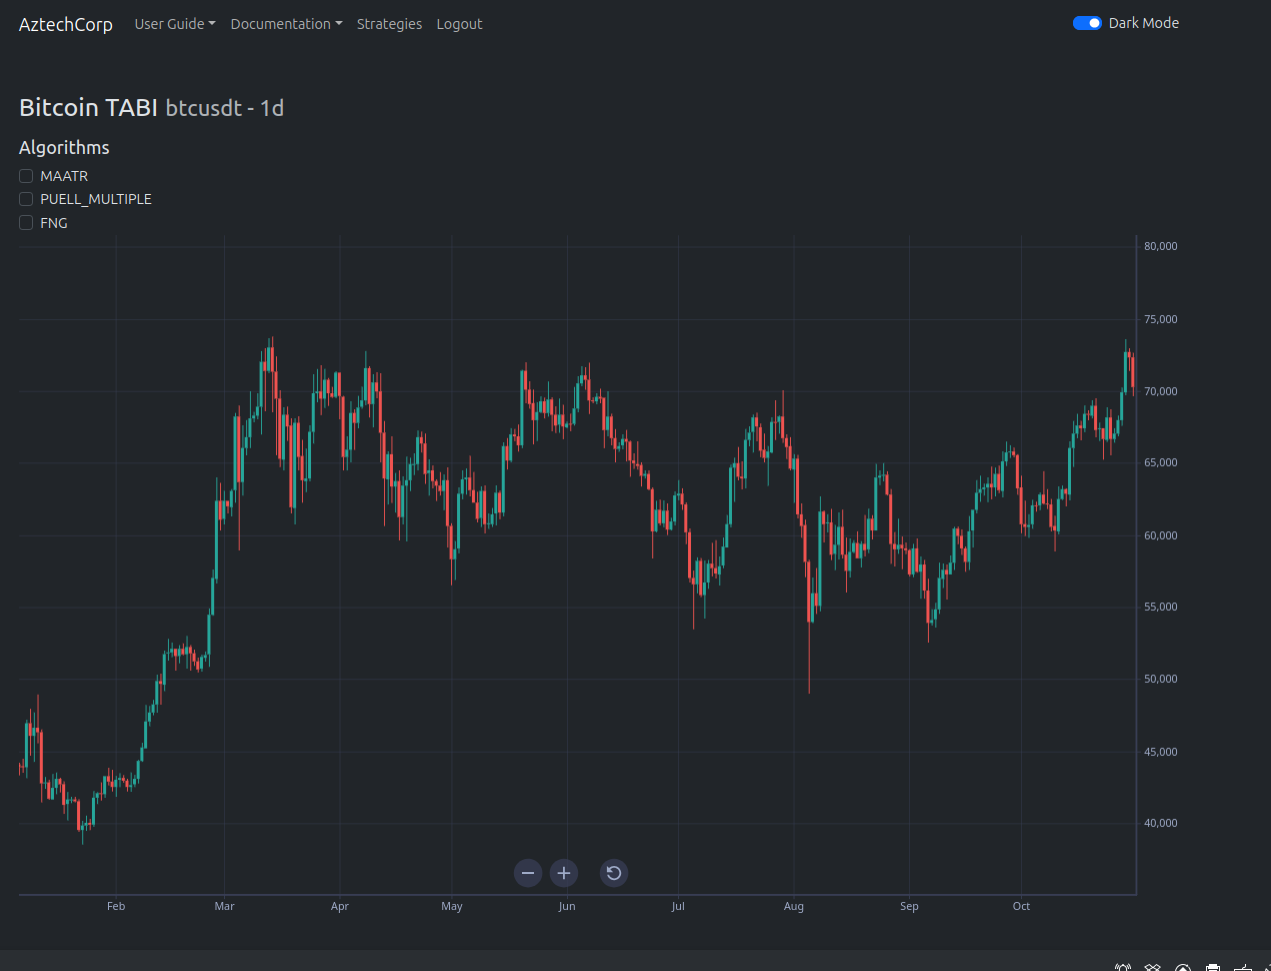 AztechCorp User Guide Documentation Strategies Logout Dark Mode
Bitcoin TABI btcusdt - 1d
Algorithms
MAATR
PUELL_MULTIPLE
FNG
80,000
75,000
70,000
65,000
60,000
55,000
50,000
45,000
40,000
Feb Mar Apr May Jun Jul Aug Sep Oct